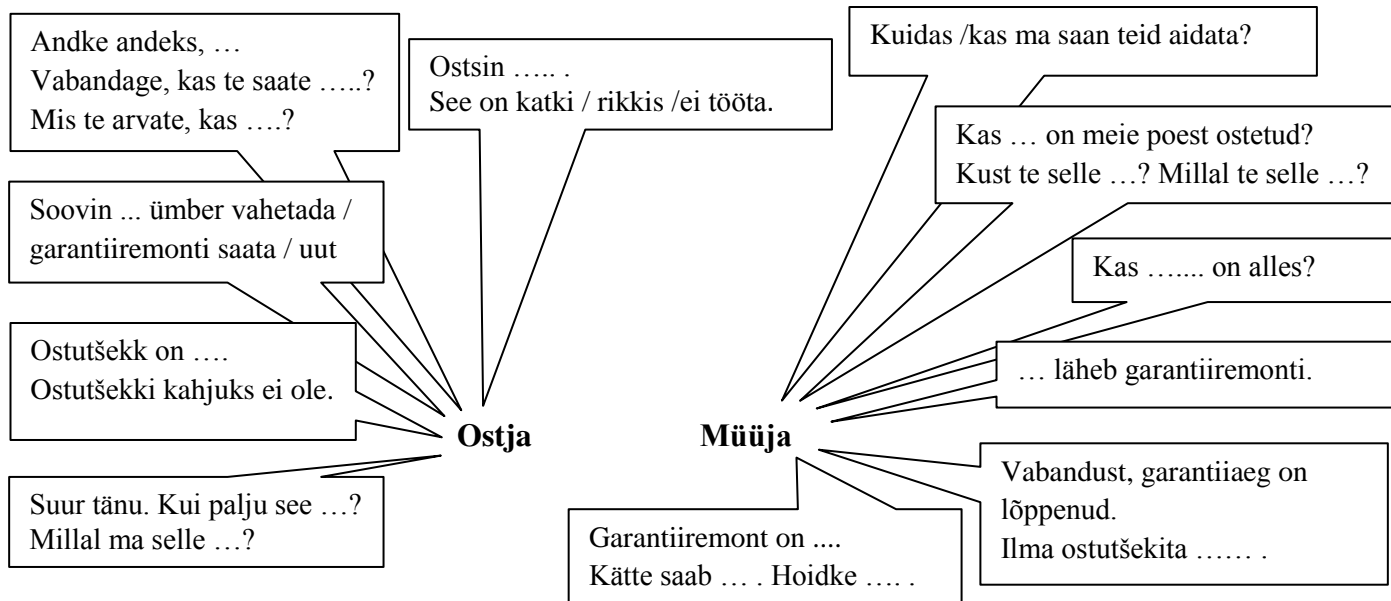 Andke andeks, …
Vabandage, kas te saate …..?
Mis te arvate, kas ….?
Ostsin ….. .
See on katki / rikkis /ei tööta.
Kuidas /kas ma saan teid aidata?
Kas … on meie poest ostetud?
Kust te selle …? Millal te selle …?
Soovin ... ümber vahetada /
garantiiremonti saata / uut
Kas ….... on alles?
Ostutšekk on ….
Ostutšekki kahjuks ei ole.
… läheb garantiiremonti.
Ostja
Müüja
Suur tänu. Kui palju see …?
Millal ma selle …?
Garantiiremont on ....
Kätte saab … . Hoidke …. .
Vabandust, garantiiaeg on
lõppenud.
Ilma ostutšekita …… .